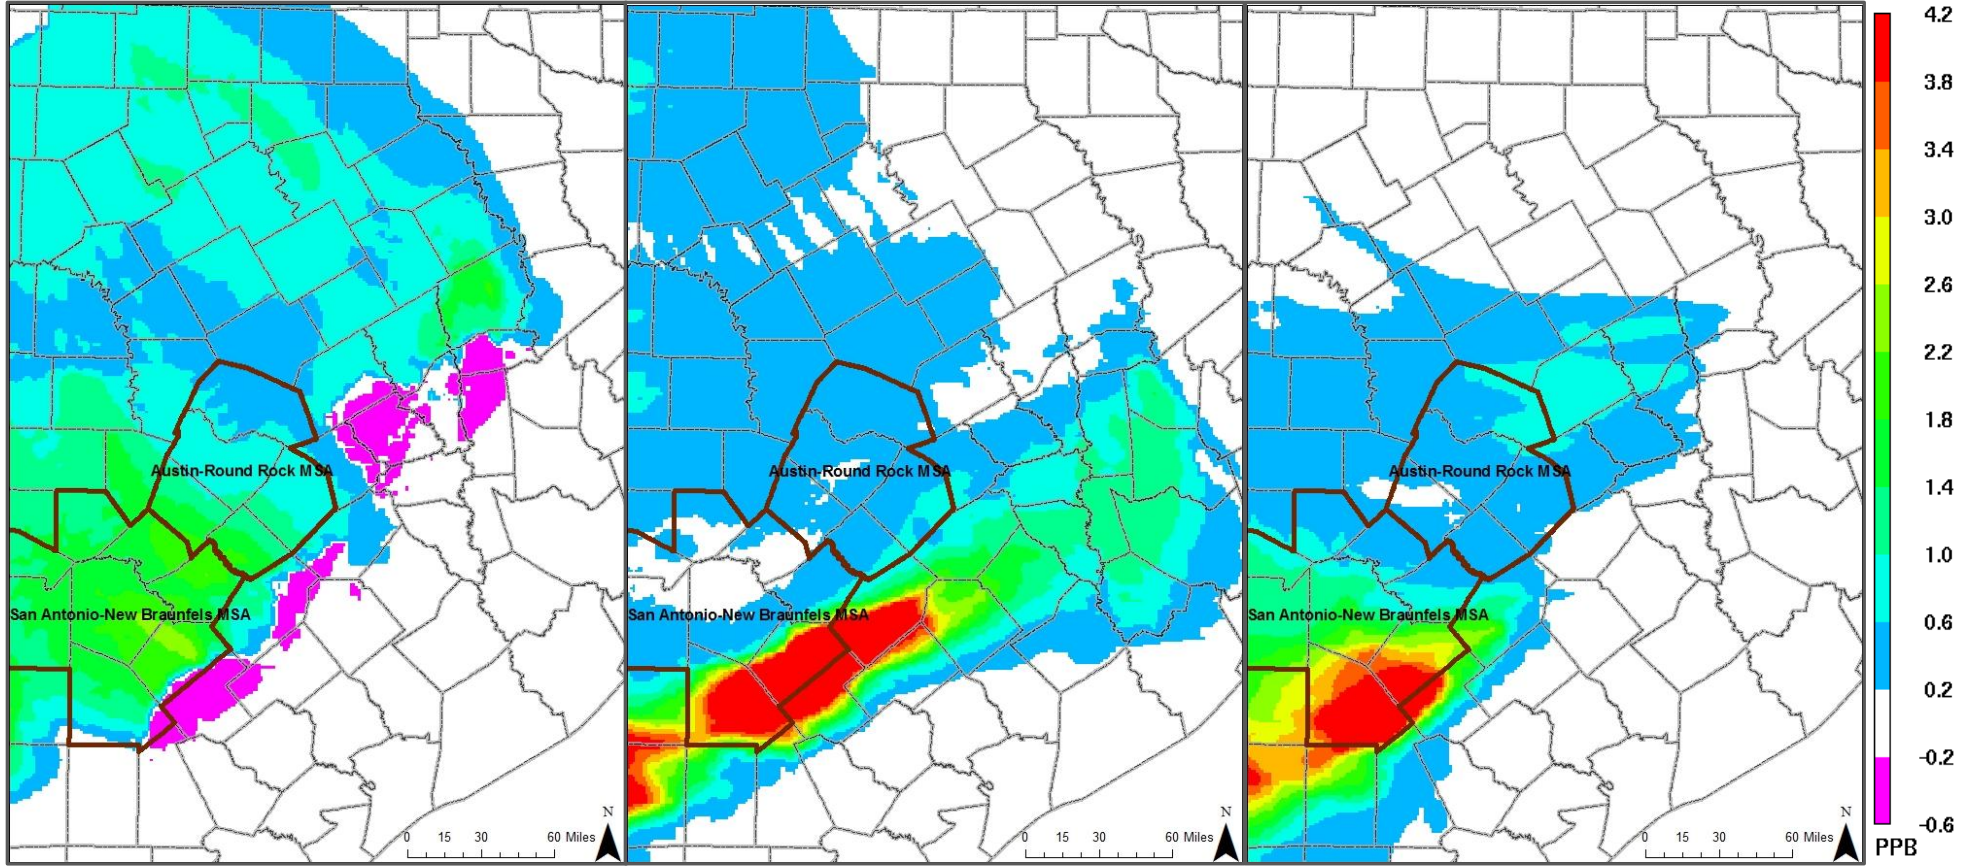 Austin-Round Rock MSA
San Antonio-New Braunfels MSA
N
0 15 30 60 Miles
Austin-Round Rock MSA
San Antonio-New Braunfels MSA
N
0 15 30 60 Miles
Austin-Round Rock MSA
San Antonio-New Braunfels MSA
N
0 15 30 60 Miles
4.2
3.8
3.4
3.0
2.6
2.2
1.8
1.4
1.0
0.6
0.2
-0.2
-0.6
PPB